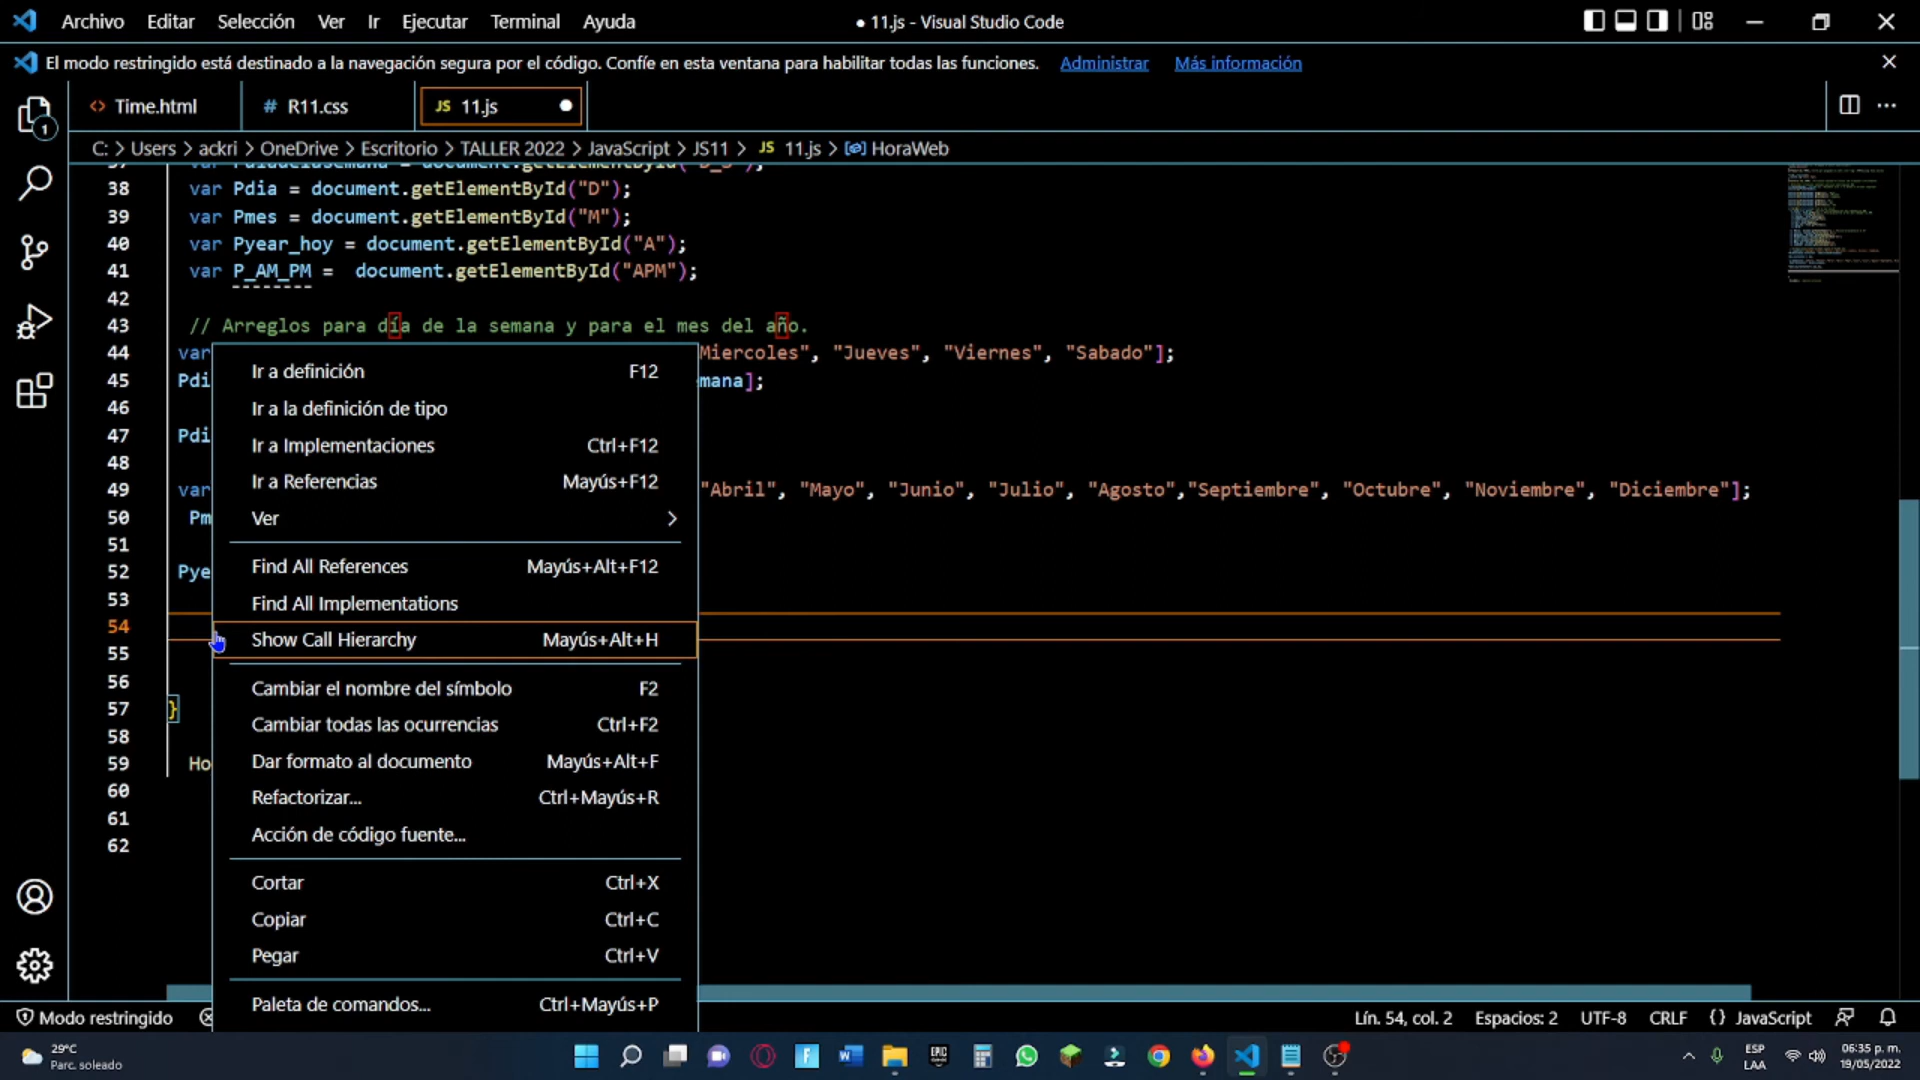 Archivo Editar Selección Ver Ir Ejecutar Terminal Ayuda ● 11.js - Visual Studio Code
El modo restringido está destinado a la navegación segura por el código. Confíe en esta ventana para habilitar todas las funciones. Administrar Más información
<> Time.html # R11.css JS 11.js ●
1
C: > Users > ackri > OneDrive > Escritorio > TALLER 2022 > JavaScript > JS11 > JS 11.js > HoraWeb
38 var Pdia = document.getElementById("D");
39 var Pmes = document.getElementById("M");
40 var Pyear_hoy = document.getElementById("A");
41 var P_AM_PM = document.getElementById("APM");
42
43 // Arreglos para día de la semana y para el mes del año.
44 var Miercoles", "Jueves", "Viernes", "Sabado"];
45 Pdi mana];
46
47 Pdi
48
49 var "Abril", "Mayo", "Junio", "Julio", "Agosto","Septiembre", "Octubre", "Noviembre", "Diciembre"];
50 Pm
51
52 Pye
53
54
55
56
57 }
58
59 Ho
60
61
62
Ir a definición F12
Ir a la definición de tipo
Ir a Implementaciones Ctrl+F12
Ir a Referencias Mayús+F12
Ver >
Find All References Mayús+Alt+F12
Find All Implementations
Show Call Hierarchy Mayús+Alt+H
Cambiar el nombre del símbolo F2
Cambiar todas las ocurrencias Ctrl+F2
Dar formato al documento Mayús+Alt+F
Refactorizar... Ctrl+Mayús+R
Acción de código fuente...
Cortar Ctrl+X
Copiar Ctrl+C
Pegar Ctrl+V
Paleta de comandos... Ctrl+Mayús+P
Modo restringido Lín. 54, col. 2 Espacios: 2 UTF-8 CRLF {} JavaScript
29°C
Parc. soleado
EPIC
ESP
LAA
06:35 p. m.
19/05/2022